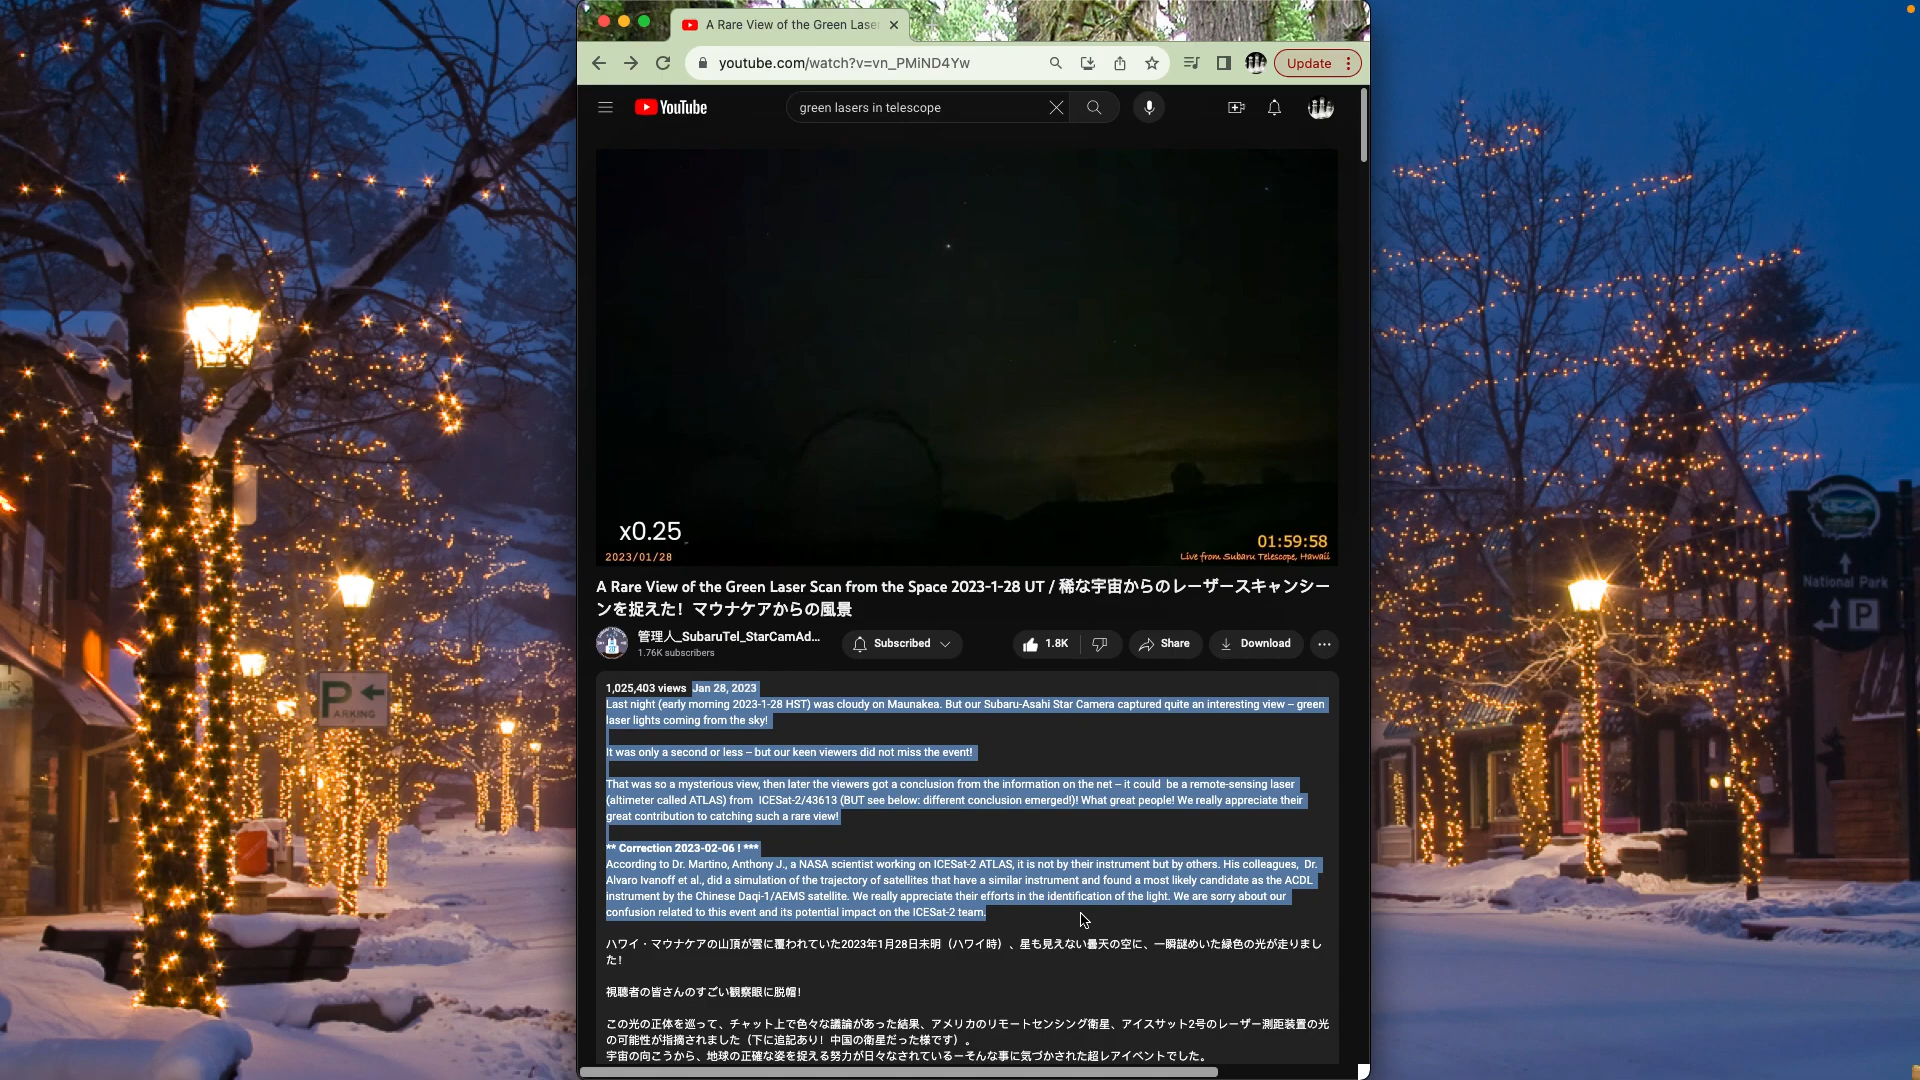 A Rare View of the Green Laser
youtube.com/watch?v=vn_PMiND4Yw
Update
YouTube
green lasers in telescope
x0.25
2023/01/28
01:59:58
Live from Subaru Telescope, Hawaii
A Rare View of the Green Laser Scan from the Space 2023-1-28 UT / 稀な宇宙からのレーザースキャンシー
ンを捉えた！マウナケアからの風景
管理人_SubaruTel_StarCamAd...
1.76K subscribers
Subscribed
1.8K
Share
Download
1,025,403 views Jan 28, 2023
Last night (early morning 2023-1-28 HST) was cloudy on Maunakea. But our Subaru-Asahi Star Camera captured quite an interesting view – green
laser lights coming from the sky!
It was only a second or less – but our keen viewers did not miss the event!
That was so a mysterious view, then later the viewers got a conclusion from the information on the net – it could be a remote-sensing laser
(altimeter called ATLAS) from ICESat-2/43613 (BUT see below: different conclusion emerged!)! What great people! We really appreciate their
great contribution to catching such a rare view!
** Correction 2023-02-06 ! ***
According to Dr. Martino, Anthony J., a NASA scientist working on ICESat-2 ATLAS, it is not by their instrument but by others. His colleagues, Dr.
Alvaro Ivanoff et al., did a simulation of the trajectory of satellites that have a similar instrument and found a most likely candidate as the ACDL
instrument by the Chinese Daqi-1/AEMS satellite. We really appreciate their efforts in the identification of the light. We are sorry about our
confusion related to this event and its potential impact on the ICESat-2 team.
ハワイ・マウナケアの山頂が雲に覆われていた2023年1月28日未明（ハワイ時）、星も見えない曇天の空に、一瞬謎めいた緑色の光が走りまし
た！
視聴者の皆さんのすごい観察眼に脱帽！
この光の正体を巡って、チャット上で色々な議論があった結果、アメリカのリモートセンシング衛星、アイスサット2号のレーザー測距装置の光
の可能性が指摘されました（下に追記あり！中国の衛星だった様です）。
宇宙の向こうから、地球の正確な姿を捉える努力が日々なされているーそんな事に気づかされた超レアイベントでした。
P
ARKING
National Park
P